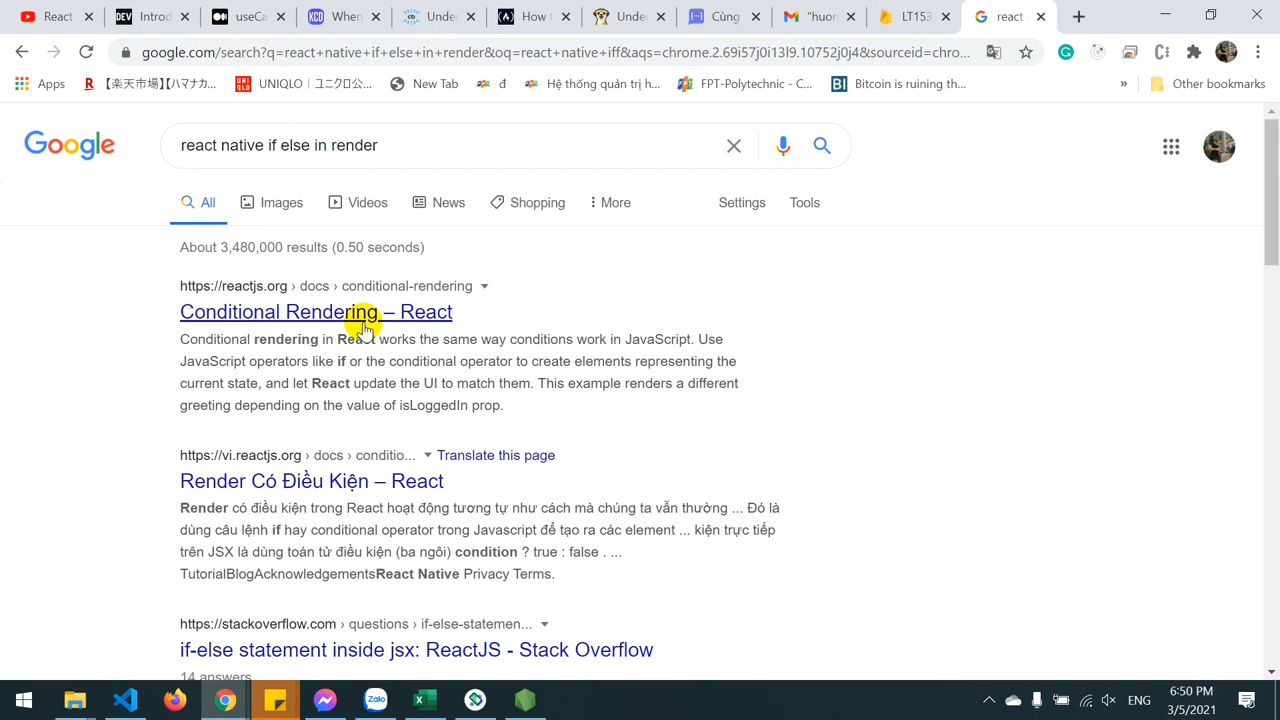 React
Introd
useCa
KCD
When
Under
How
Under
Cùng
"huon
LT153
react
google.com/search?q=react+native+if+else+in+render&oq=react+native+iff&aqs=chrome.2.69i57j0i13l9.10752j0j4&sourceid=chro...
Apps
【楽天市場】【ハマナカ...
UNIQLO | ユニクロ公...
New Tab
đ
Hệ thống quản trị h...
FPT-Polytechnic - C...
Bitcoin is ruining th...
»
Other bookmarks
Google
react native if else in render
All
Images
Videos
News
Shopping
More
Settings
Tools
About 3,480,000 results (0.50 seconds)
https://reactjs.org › docs › conditional-rendering
Conditional Rendering – React
Conditional rendering in React works the same way conditions work in JavaScript. Use
JavaScript operators like if or the conditional operator to create elements representing the
current state, and let React update the UI to match them. This example renders a different
greeting depending on the value of isLoggedIn prop.
https://vi.reactjs.org › docs › conditio... Translate this page
Render Có Điều Kiện – React
Render có điều kiện trong React hoạt động tương tự như cách mà chúng ta vẫn thường ... Đó là
dùng câu lệnh if hay conditional operator trong Javascript để tạo ra các element ... kiện trực tiếp
trên JSX là dùng toán tử điều kiện (ba ngôi) condition ? true : false . ...
TutorialBlogAcknowledgementsReact Native Privacy Terms.
https://stackoverflow.com › questions › if-else-statemen...
if-else statement inside jsx: ReactJS - Stack Overflow
14 answers
Zalo
ENG
6:50 PM
3/5/2021